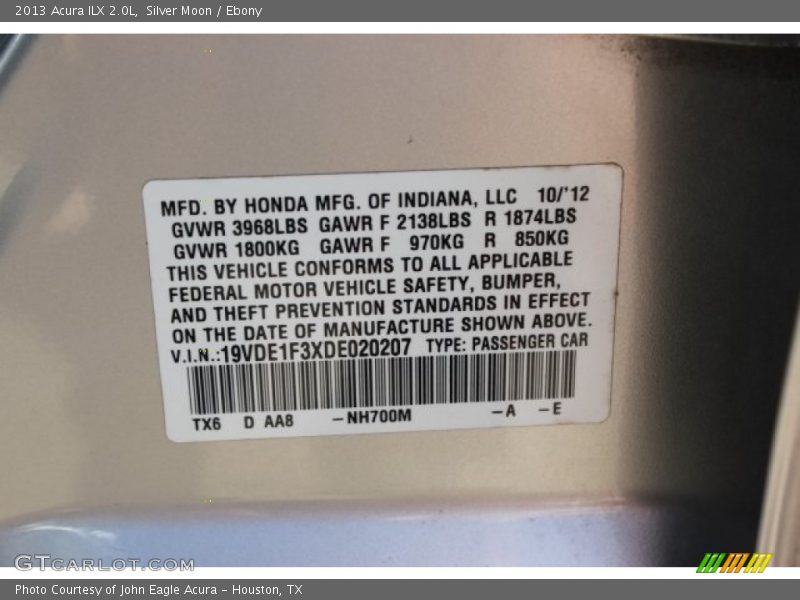 2013 Acura ILX 2.0L, Silver Moon / Ebony
MFD. BY HONDA MFG. OF INDIANA, LLC 10/'12
GVWR 3968LBS GAWR F 2138LBS R 1874LBS
GVWR 1800KG GAWR F 970KG R 850KG
THIS VEHICLE CONFORMS TO ALL APPLICABLE
FEDERAL MOTOR VEHICLE SAFETY, BUMPER,
AND THEFT PREVENTION STANDARDS IN EFFECT
ON THE DATE OF MANUFACTURE SHOWN ABOVE.
V.I.N.:19VDE1F3XDE020207 TYPE: PASSENGER CAR
TX6 D AA8 -NH700M -A -E
GTCARLOT.COM
Photo Courtesy of John Eagle Acura - Houston, TX